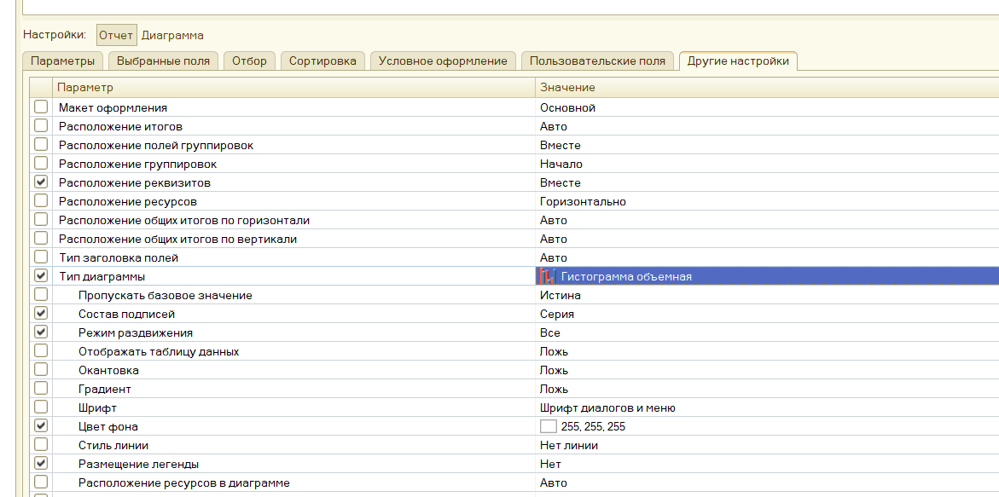 Настройки: Отчет Диаграмма
Параметры Выбранные поля Отбор Сортировка Условное оформление Пользовательские поля Другие настройки
Параметр Значение
Макет оформления Основной
Расположение итогов Авто
Расположение полей группировок Вместе
Расположение группировок Начало
Расположение реквизитов Вместе
Расположение ресурсов Горизонтально
Расположение общих итогов по горизонтали Авто
Расположение общих итогов по вертикали Авто
Тип заголовка полей Авто
Тип диаграммы Гистограмма объемная
Пропускать базовое значение Истина
Состав подписей Серия
Режим раздвижения Все
Отображать таблицу данных Ложь
Окантовка Ложь
Градиент Ложь
Шрифт Шрифт диалогов и меню
Цвет фона 255, 255, 255
Стиль линии Нет линии
Размещение легенды Нет
Расположение ресурсов в диаграмме Авто